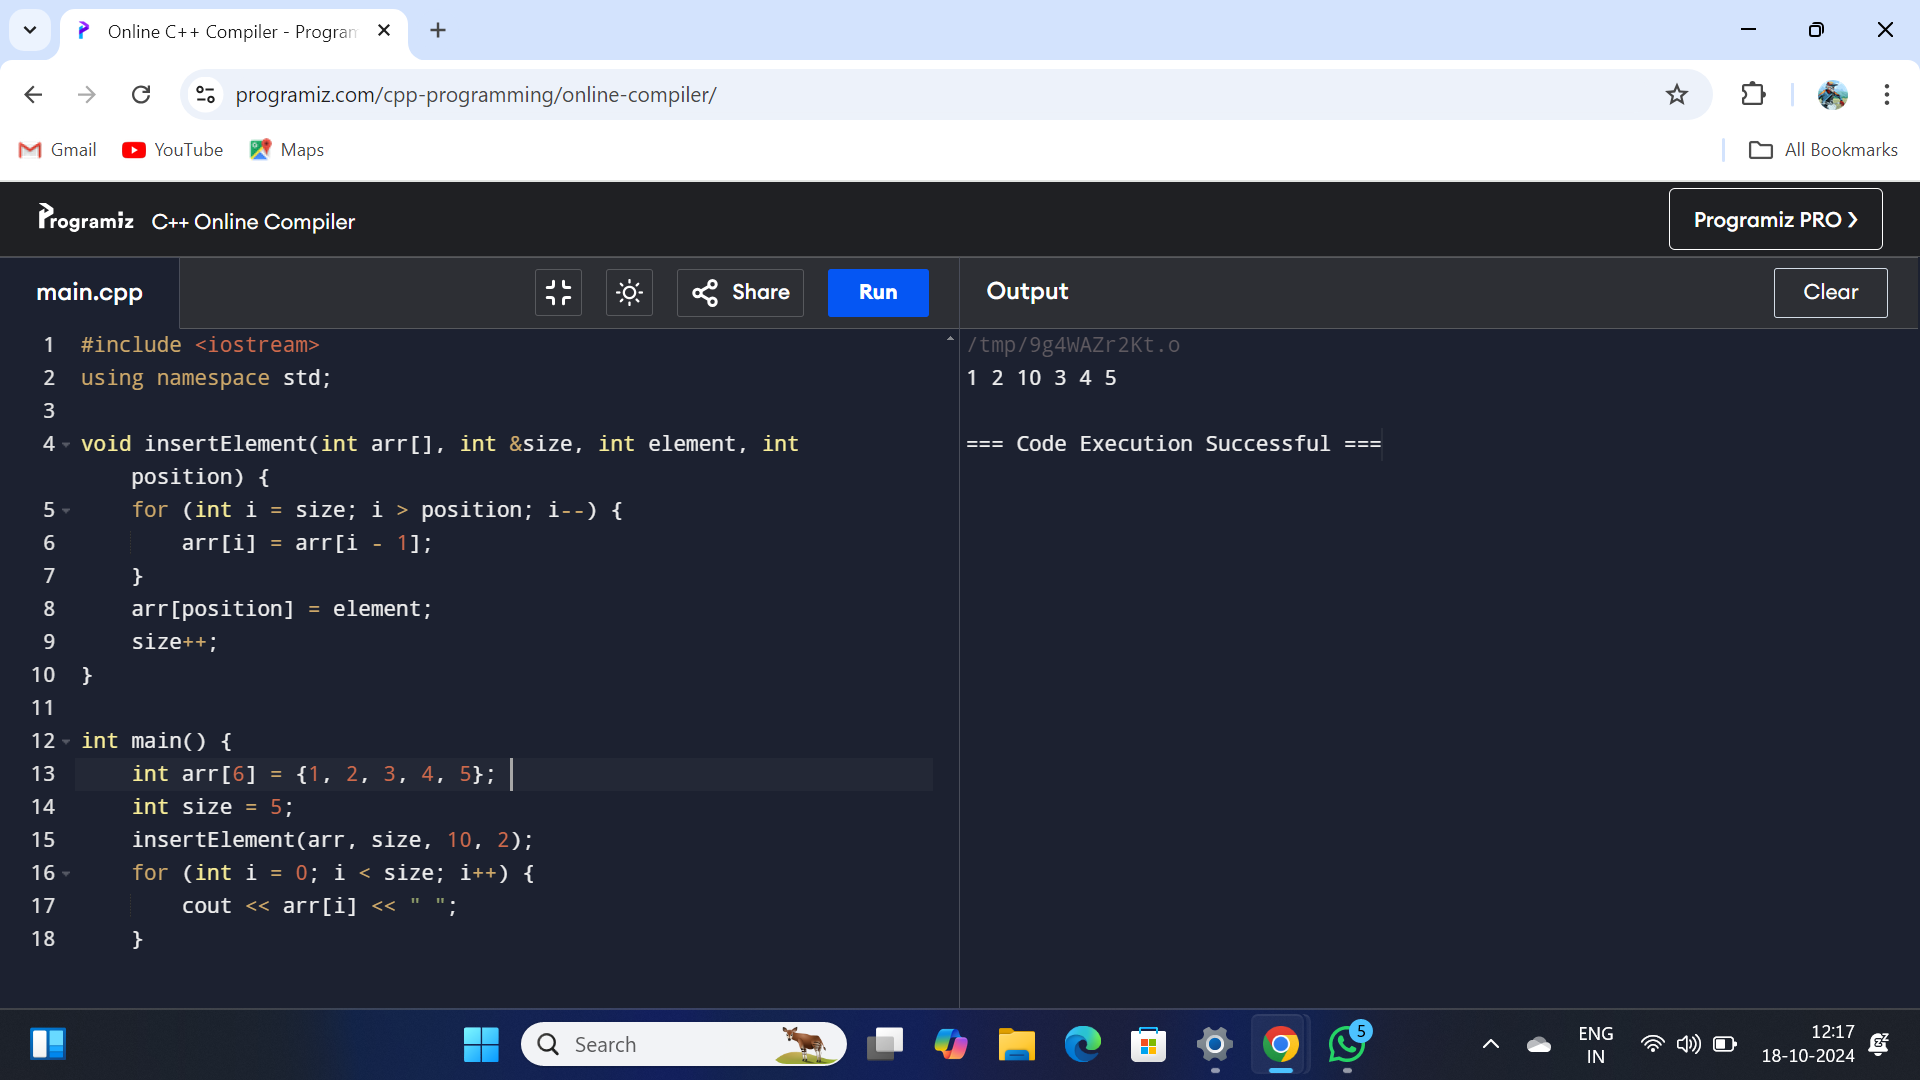 Online C++ Compiler - Program
programiz.com/cpp-programming/online-compiler/
Gmail YouTube Maps All Bookmarks
Programiz C++ Online Compiler Programiz PRO >
main.cpp Share Run Output Clear
1 #include <iostream>
2 using namespace std;
3
4 void insertElement(int arr[], int &size, int element, int
position) {
5 for (int i = size; i > position; i--) {
6 arr[i] = arr[i - 1];
7 }
8 arr[position] = element;
9 size++;
10 }
11
12 int main() {
13 int arr[6] = {1, 2, 3, 4, 5};
14 int size = 5;
15 insertElement(arr, size, 10, 2);
16 for (int i = 0; i < size; i++) {
17 cout << arr[i] << " ";
18 }
/tmp/9g4WAZr2Kt.o
1 2 10 3 4 5
=== Code Execution Successful ===
Search
5
ENG
IN
12:17
18-10-2024